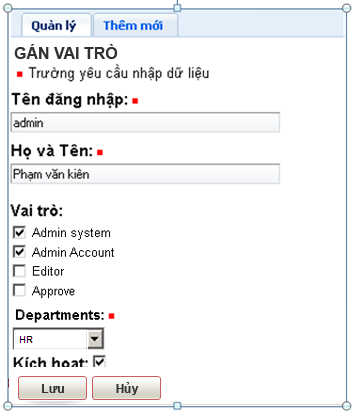 Quản lý Thêm mới
GÁN VAI TRÒ
Trường yêu cầu nhập dữ liệu
Tên đăng nhập:
admin
Họ và Tên:
Phạm văn kiên
Vai trò:
Admin system
Admin Account
Editor
Approve
Departments:
HR
Kích hoạt:
Lưu Hủy